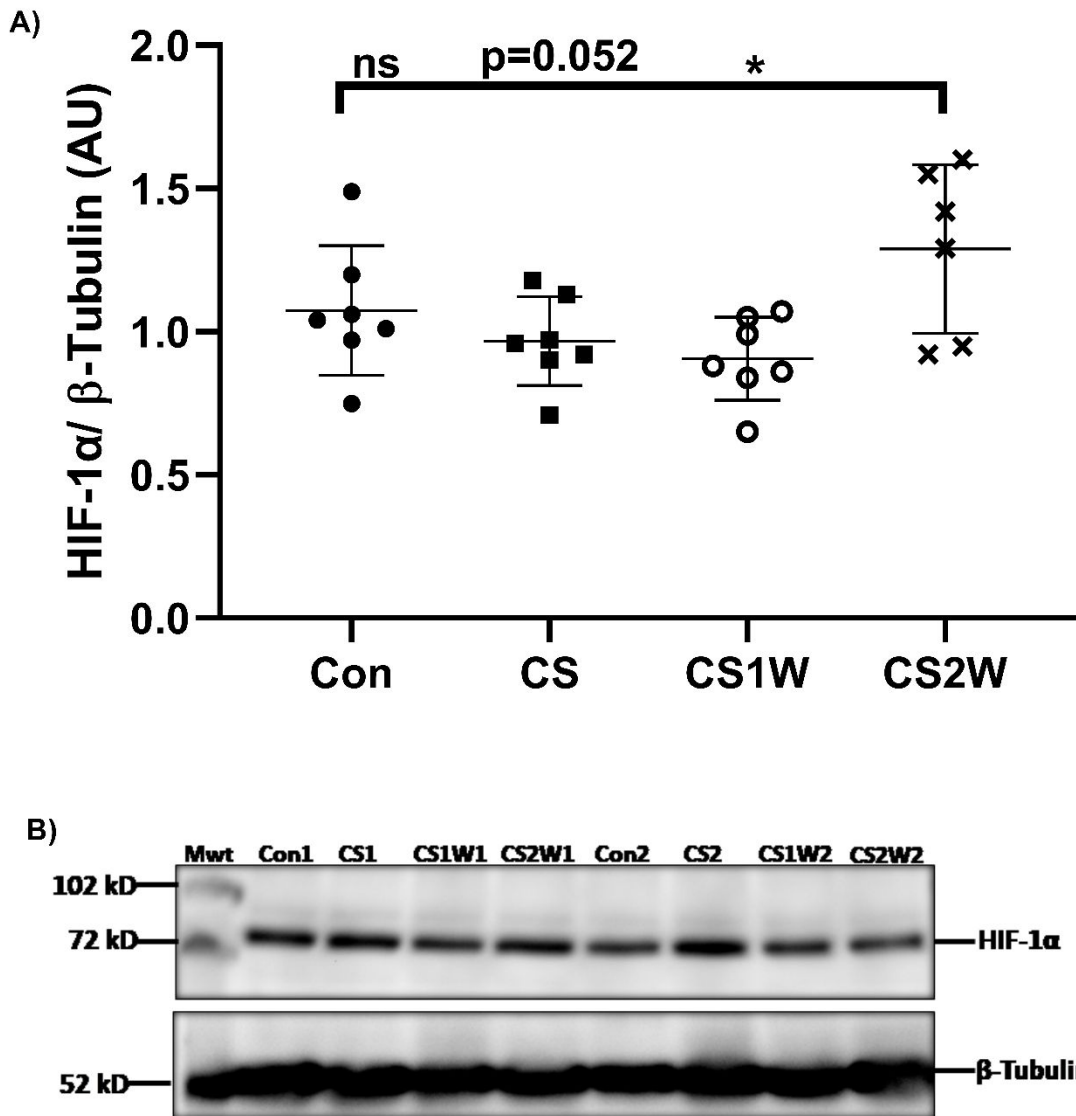 A)
HIF-1α/ β-Tubulin (AU)
2.0
1.5
1.0
0.5
0.0
ns p=0.052 *
Con CS CS1W CS2W
B)
Mwt Con1 CS1 CS1W1 CS2W1 Con2 CS2 CS1W2 CS2W2
102 kD
72 kD HIF-1α
52 kD β-Tubuli